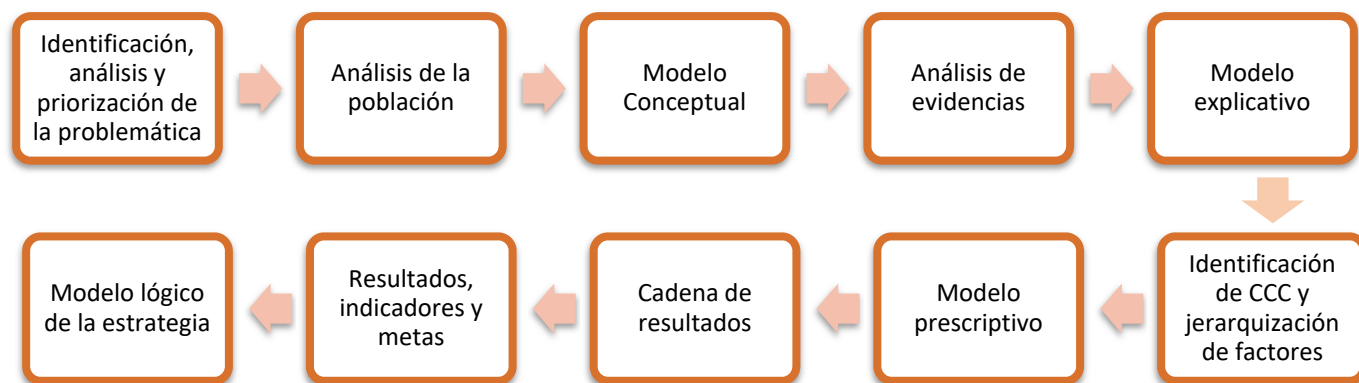 Identificación,
análisis y
priorización de
la problemática
Análisis de la
población
Modelo
Conceptual
Análisis de
evidencias
Modelo
explicativo
Identificación
de CCC y
jerarquización
de factores
Modelo
prescriptivo
Cadena de
resultados
Resultados,
indicadores y
metas
Modelo lógico
de la estrategia